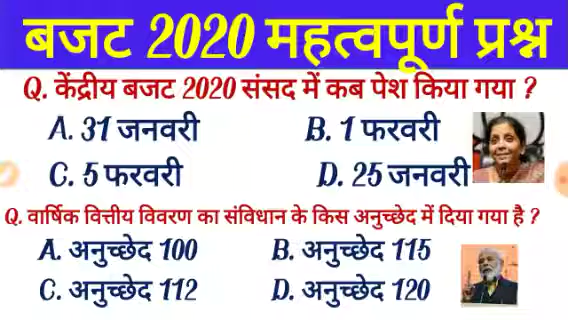 बजट 2020 महत्वपूर्ण प्रश्न
Q. केंद्रीय बजट 2020 संसद में कब पेश किया गया ?
A. 31 जनवरी B. 1 फरवरी
C. 5 फरवरी D. 25 जनवरी
Q. वार्षिक वित्तीय विवरण का संविधान के किस अनुच्छेद में दिया गया है ?
A. अनुच्छेद 100 B. अनुच्छेद 115
C. अनुच्छेद 112 D. अनुच्छेद 120